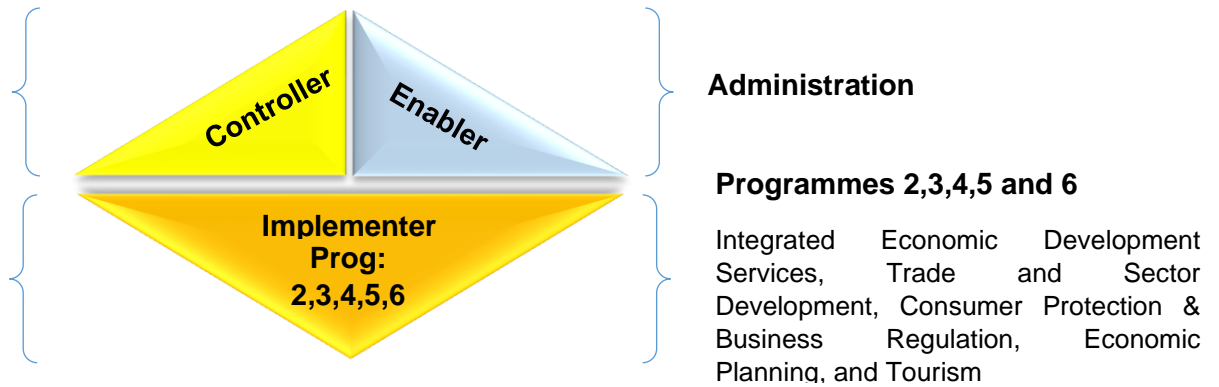 Controller
Enabler
Administration
Implementer
Prog:
2,3,4,5,6
Programmes 2,3,4,5 and 6
Integrated Economic Development
Services, Trade and Sector
Development, Consumer Protection &
Business Regulation, Economic
Planning, and Tourism